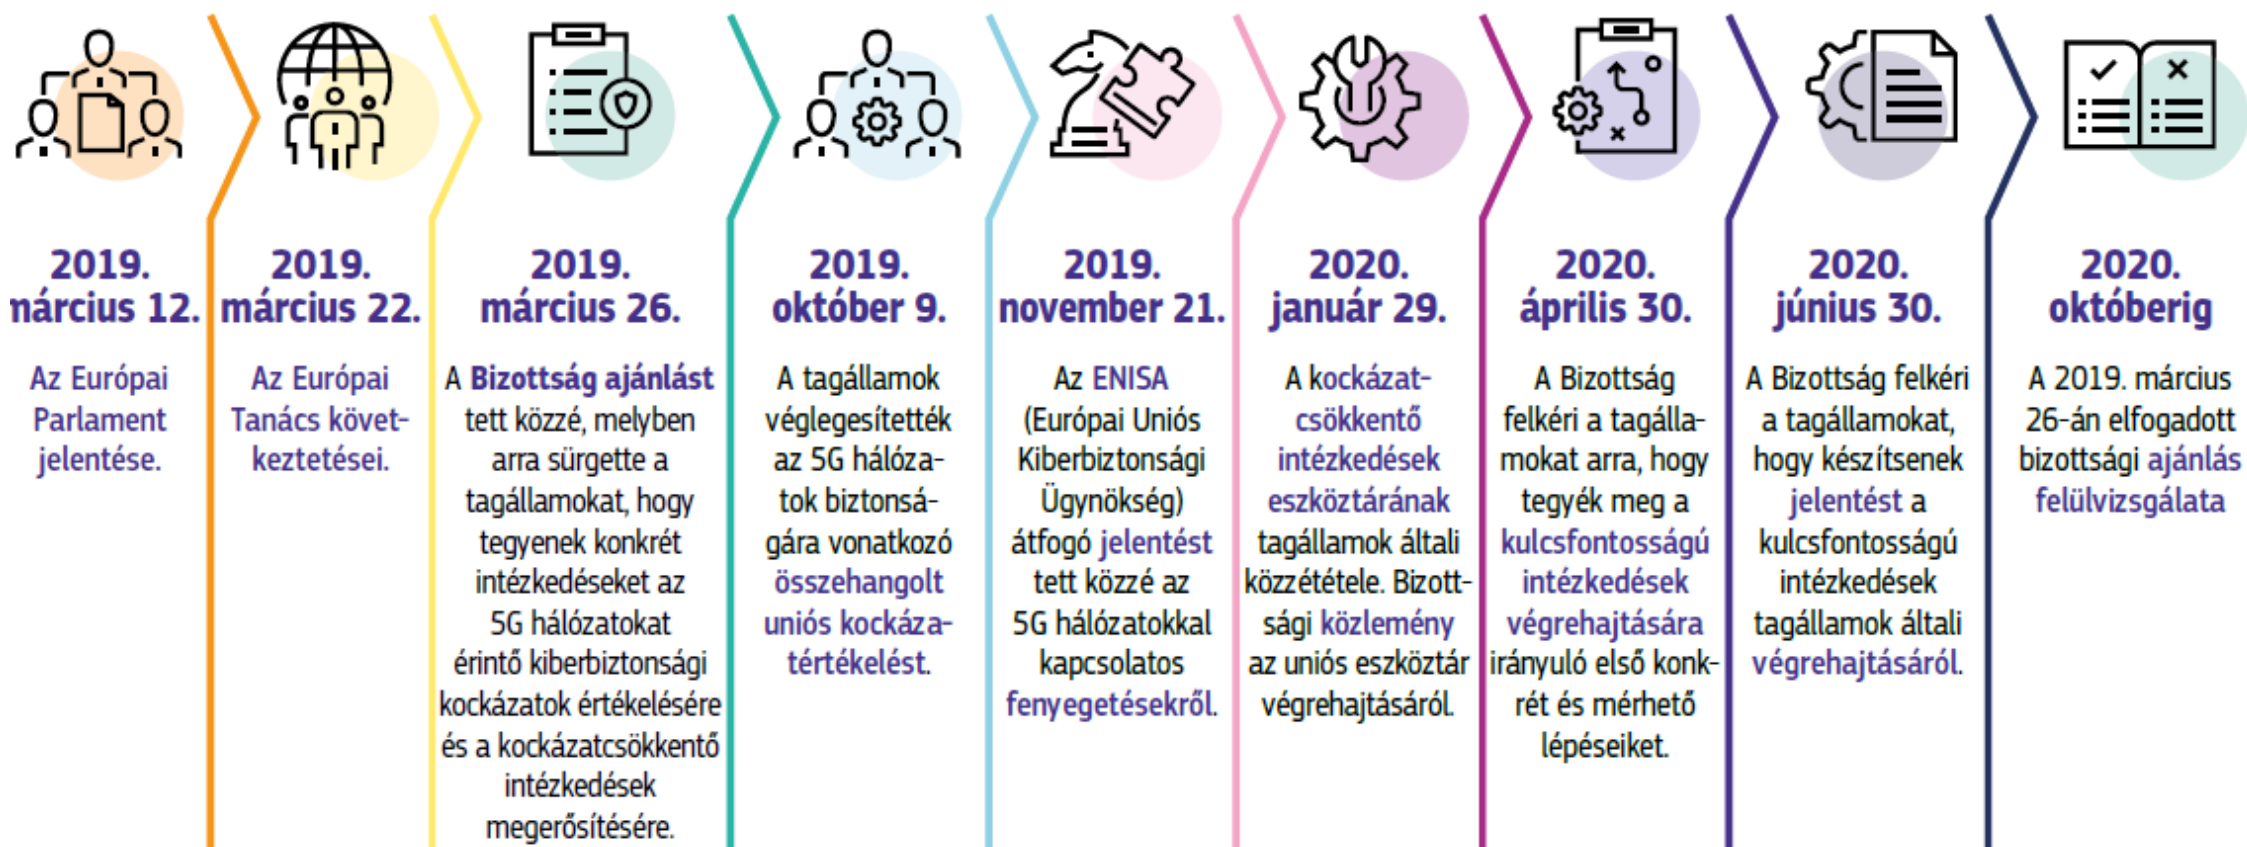 2019.
március 12.
Az Európai
Parlament
jelentése.
2019.
március 22.
Az Európai
Tanács követ-
keztetései.
2019.
március 26.
A Bizottság ajánlást
tett közzé, melyben
arra sürgette a
tagállamokat, hogy
tegyenek konkrét
intézkedéseket az
5G hálózatokat
érintő kiberbiztonsági
kockázatok értékelésére
és a kockázatcsökkentő
intézkedések
megerősítésére.
2019.
október 9.
A tagállamok
véglegesítették
az 5G hálóza-
tok biztonsá-
gára vonatkozó
összehangolt
uniós kockáza-
tértékelést.
2019.
november 21.
Az ENISA
(Európai Uniós
Kiberbiztonsági
Ügynökség)
átfogó jelentést
tett közzé az
5G hálózatokkal
kapcsolatos
fenyegetésekről.
2020.
január 29.
A kockázat-
csökkentő
intézkedések
eszköztárának
tagállamok általi
közzététele. Bizott-
sági közlemény
az uniós eszköztár
végrehajtásáról.
2020.
április 30.
A Bizottság
felkéri a tagálla-
mokat arra, hogy
tegyék meg a
kulcsfontosságú
intézkedések
végrehajtására
irányuló első konk-
rét és mérhető
lépéseiket.
2020.
június 30.
A Bizottság felkéri
a tagállamokat,
hogy készítsenek
jelentést a
kulcsfontosságú
intézkedések
tagállamok általi
végrehajtásáról.
2020.
októberig
A 2019. március
26-án elfogadott
bizottsági ajánlás
felülvizsgálata